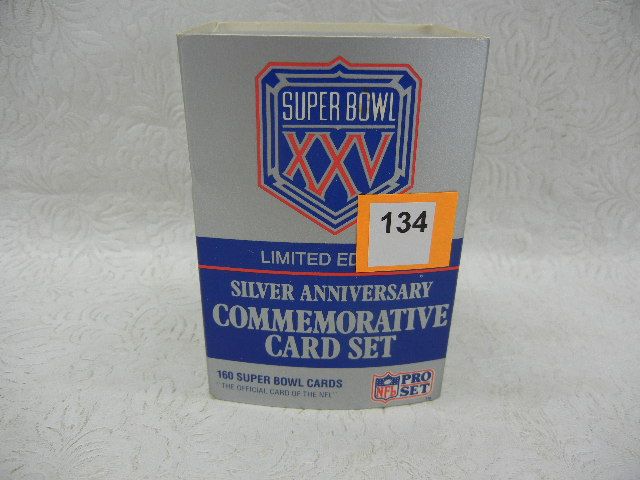 SUPER BOWL
XXV
134
LIMITED ED
SILVER ANNIVERSARY
COMMEMORATIVE
CARD SET
160 SUPER BOWL CARDS
"THE OFFICIAL CARD OF THE NFL"
NFL
PRO
SET